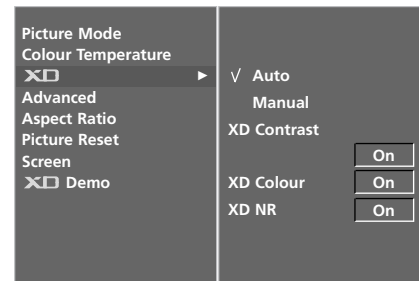 Picture Mode
Colour Temperature
XD ►
Advanced
Aspect Ratio
Picture Reset
Screen
XD Demo
√ Auto
Manual
XD Contrast
On
XD Colour On
XD NR On